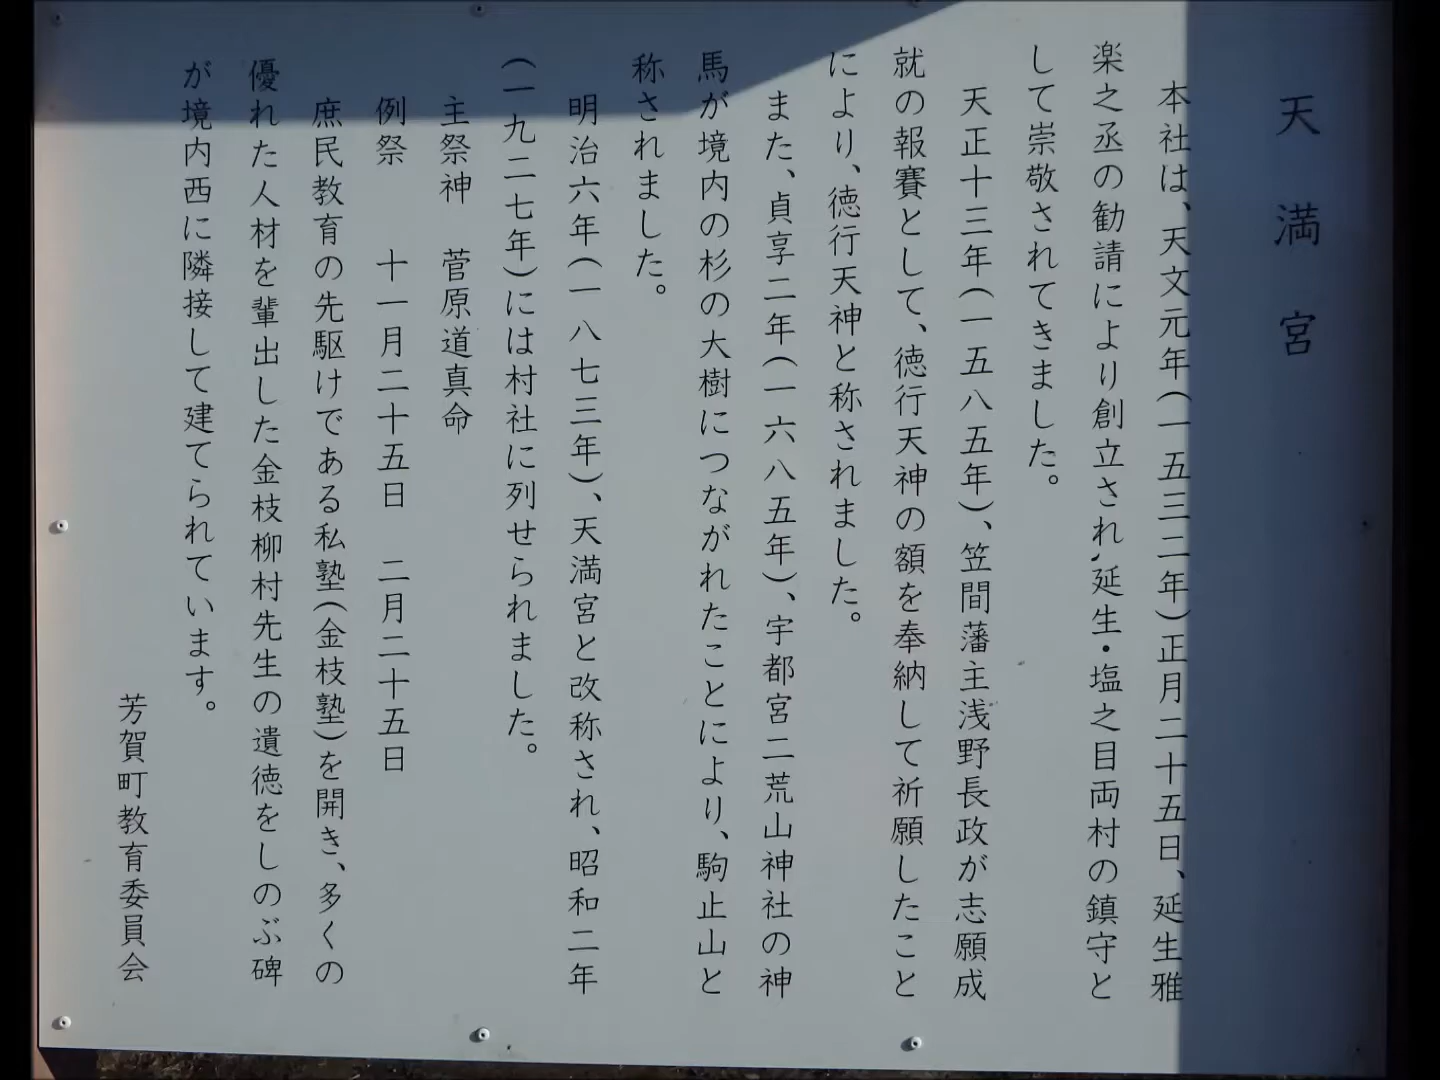 天満宮
本社は、天文元年(一五三二年)正月二十五日、延生雅
楽之丞の勧請により創立され、延生・塩之目両村の鎮守と
して崇敬されてきました。
天正十三年(一五八五年)、笠間藩主浅野長政が志願成
就の報賽として、徳行天神の額を奉納して祈願したこと
により、徳行天神と称されました。
また、貞享二年(一六八五年)、宇都宮二荒山神社の神
馬が境内の杉の大樹につながれたことにより、駒止山と
称されました。
明治六年(一八七三年)、天満宮と改称され、昭和二年
(一九二七年)には村社に列せられました。
主祭神 菅原道真命
例祭 十一月二十五日 二月二十五日
庶民教育の先駆けである私塾(金枝塾)を開き、多くの
優れた人材を輩出した金枝柳村先生の遺徳をしのぶ碑
が境内西に隣接して建てられています。
芳賀町教育委員会